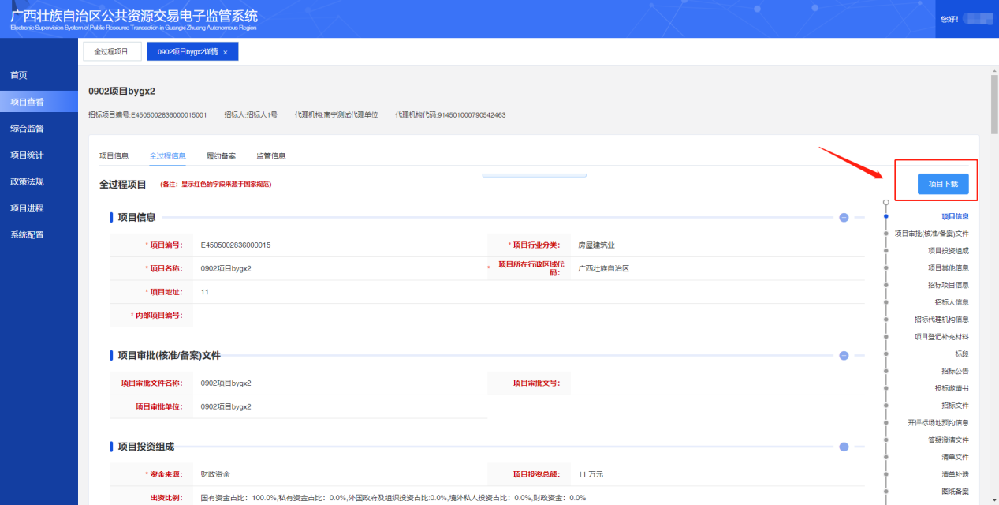 广西壮族自治区公共资源交易电子监管系统
Electronic Supervision System of Public Resource Transaction in Guangxi Zhuang Autonomous Region
您好!
全过程项目
0902项目bygx2详情 ×
首页
项目查看
综合监督
项目统计
政策法规
项目进程
系统配置
0902项目bygx2
招标项目编号:E4505002836000015001 招标人:招标人1号 代理机构:南宁测试代理单位 代理机构代码:914501000790542463
项目信息 全过程信息 履约备案 监管信息
全过程项目 (备注：显示红色的字段来源于国家规范)
项目下载
项目信息
* 项目编号： E4505002836000015 * 项目行业分类： 房屋建筑业
* 项目名称： 0902项目bygx2 * 项目所在行政区域代码： 广西壮族自治区
* 项目地址： 11
* 内部项目编号：
项目审批(核准/备案)文件
项目审批文件名称： 0902项目bygx2 项目审批文号：
项目审批单位： 0902项目bygx2
项目投资组成
* 资金来源： 财政资金 项目投资总额： 11 万元
出资比例： 国有资金占比：100.0%,私有资金占比：0.0%,外国政府及组织投资占比:0.0%,境外私人投资占比：0.0%,财政资金：0.0%
项目信息
项目审批(核准/备案)文件
项目投资组成
项目其他信息
招标项目信息
招标人信息
招标代理机构信息
项目登记补充材料
标段
招标公告
投标邀请书
招标文件
开评标场地预约信息
答疑澄清文件
清单文件
清单补遗
图纸备案